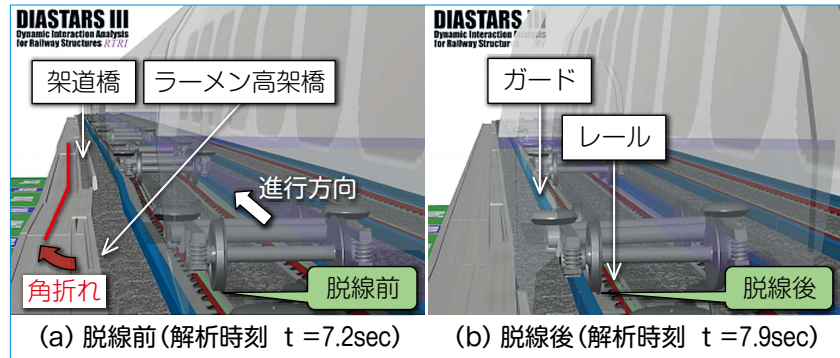 DIASTARS III
Dynamic Interaction Analysis
for Railway Structures RTRI
架道橋
ラーメン高架橋
進行方向
角折れ
脱線前
(a) 脱線前(解析時刻 t=7.2sec)
DIASTARS III
Dynamic Interaction Analysis
for Railway Structures RTRI
ガード
レール
脱線後
(b) 脱線後(解析時刻 t=7.9sec)